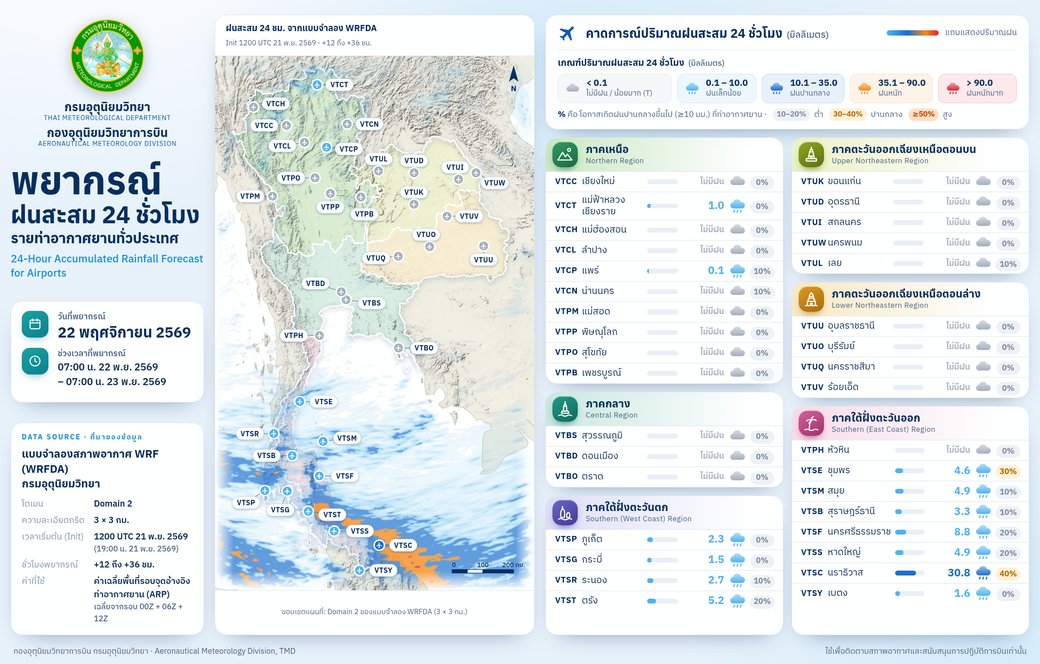 กรมอุตุนิยมวิทยา
METEOROLOGICAL DEPARTMENT
กรมอุตุนิยมวิทยา
THAI METEOROLOGICAL DEPARTMENT
กองอุตุนิยมวิทยาการบิน
AERONAUTICAL METEOROLOGY DIVISION
พยากรณ์
ฝนสะสม 24 ชั่วโมง
รายท่าอากาศยานทั่วประเทศ
24-Hour Accumulated Rainfall Forecast
for Airports
วันที่พยากรณ์
22 พฤศจิกายน 2569
ช่วงเวลาที่พยากรณ์
07:00 น. 22 พ.ย. 2569
– 07:00 น. 23 พ.ย. 2569
DATA SOURCE · ที่มาของข้อมูล
แบบจำลองสภาพอากาศ WRF
(WRFDA)
กรมอุตุนิยมวิทยา
โดเมน Domain 2
ความละเอียดกริด 3 × 3 กม.
เวลาเริ่มต้น (Init) 1200 UTC 21 พ.ย. 2569
(19:00 น. 21 พ.ย. 2569)
ชั่วโมงพยากรณ์ +12 ถึง +36 ชม.
ค่าที่ใช้ ค่าเฉลี่ยพื้นที่รอบจุดอ้างอิง
ท่าอากาศยาน (ARP)
เฉลี่ยจากรอบ 00Z + 06Z +
12Z
ฝนสะสม 24 ชม. จากแบบจำลอง WRFDA
Init 1200 UTC 21 พ.ย. 2569 · +12 ถึง +36 ชม.
N
VTCT
VTCH
VTCC
VTCN
VTCL
VTCP
VTUL
VTUD
VTUI
VTPO
VTUW
VTPM
VTUK
VTPP
VTPB
VTUV
VTUO
VTUQ
VTUU
VTBD
VTBS
VTPH
VTBO
VTSE
VTSR
VTSM
VTSB
VTSF
VTSP
VTSG
VTST
VTSS
VTSC
VTSY
0 100 200 กม.
ขอบเขตแผนที่: Domain 2 ของแบบจำลอง WRFDA (3 × 3 กม.)
คาดการณ์ปริมาณฝนสะสม 24 ชั่วโมง (มิลลิเมตร)
แถบแสดงปริมาณฝน
เกณฑ์ปริมาณฝนสะสม 24 ชั่วโมง (มิลลิเมตร)
< 0.1
ไม่มีฝน / น้อยมาก (T)
0.1 – 10.0
ฝนเล็กน้อย
10.1 – 35.0
ฝนปานกลาง
35.1 – 90.0
ฝนหนัก
> 90.0
ฝนหนักมาก
% คือ โอกาสเกิดฝนปานกลางขึ้นไป (≥10 มม.) ที่ท่าอากาศยาน · 10–20% ต่ำ 30–40% ปานกลาง ≥50% สูง
ภาคเหนือ
Northern Region
VTCC เชียงใหม่ ไม่มีฝน 0%
VTCT แม่ฟ้าหลวง เชียงราย 1.0 0%
VTCH แม่ฮ่องสอน ไม่มีฝน 0%
VTCL ลำปาง ไม่มีฝน 0%
VTCP แพร่ 0.1 10%
VTCN น่านนคร ไม่มีฝน 10%
VTPM แม่สอด ไม่มีฝน 0%
VTPP พิษณุโลก ไม่มีฝน 0%
VTPO สุโขทัย ไม่มีฝน 0%
VTPB เพชรบูรณ์ ไม่มีฝน 0%
ภาคกลาง
Central Region
VTBS สุวรรณภูมิ ไม่มีฝน 0%
VTBD ดอนเมือง ไม่มีฝน 0%
VTBO ตราด ไม่มีฝน 0%
ภาคใต้ฝั่งตะวันตก
Southern (West Coast) Region
VTSP ภูเก็ต 2.3 0%
VTSG กระบี่ 1.5 0%
VTSR ระนอง 2.7 10%
VTST ตรัง 5.2 20%
ภาคตะวันออกเฉียงเหนือตอนบน
Upper Northeastern Region
VTUK ขอนแก่น ไม่มีฝน 0%
VTUD อุดรธานี ไม่มีฝน 0%
VTUI สกลนคร ไม่มีฝน 0%
VTUW นครพนม ไม่มีฝน 0%
VTUL เลย ไม่มีฝน 10%
ภาคตะวันออกเฉียงเหนือตอนล่าง
Lower Northeastern Region
VTUU อุบลราชธานี ไม่มีฝน 0%
VTUO บุรีรัมย์ ไม่มีฝน 0%
VTUQ นครราชสีมา ไม่มีฝน 0%
VTUV ร้อยเอ็ด ไม่มีฝน 0%
ภาคใต้ฝั่งตะวันออก
Southern (East Coast) Region
VTPH หัวหิน ไม่มีฝน 0%
VTSE ชุมพร 4.6 30%
VTSM สมุย 4.9 10%
VTSB สุราษฎร์ธานี 3.3 10%
VTSF นครศรีธรรมราช 8.8 20%
VTSS หาดใหญ่ 4.9 20%
VTSC นราธิวาส 30.8 40%
VTSY เบตง 1.6 0%
กองอุตุนิยมวิทยาการบิน กรมอุตุนิยมวิทยา · Aeronautical Meteorology Division, TMD
ใช้เพื่อติดตามสภาพอากาศและสนับสนุนการปฏิบัติการบินเท่านั้น